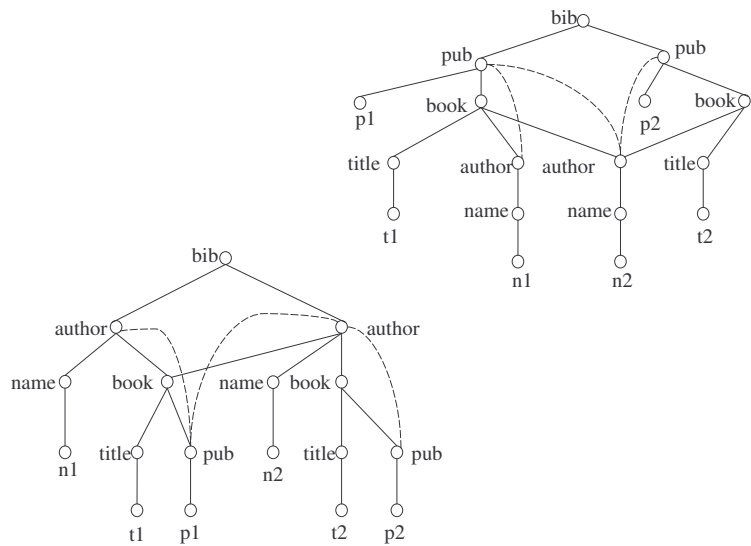 bib
pub pub
p1 book p2 book
title author author title
name name
t1 t2
n1 n2
bib
author author
name book name book
title pub title pub
n1 n2
t1 p1 t2 p2